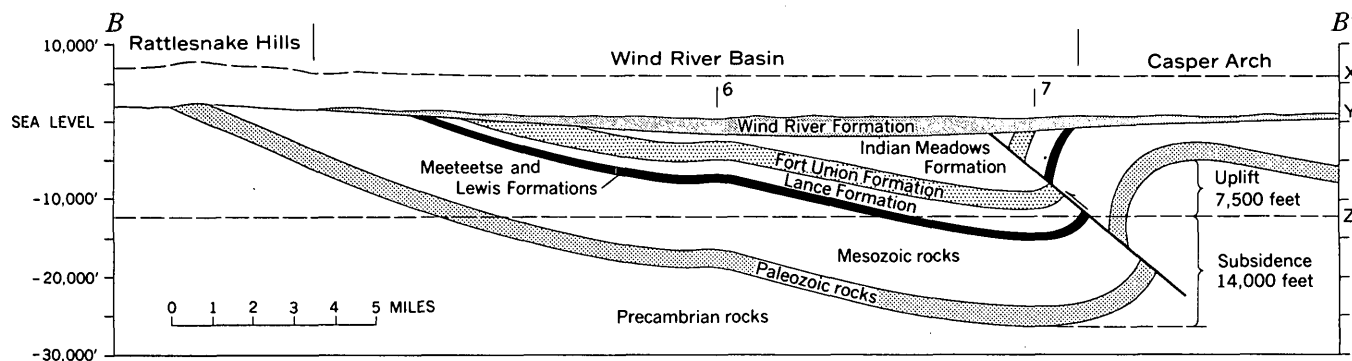 B
B'
10,000'
Rattlesnake Hills
Wind River Basin
Casper Arch
X
6
7
Y
SEA LEVEL
Wind River Formation
Indian Meadows
Formation
Meeteetse and
Lewis Formations
Fort Union Formation
Lance Formation
Uplift
7,500 feet
-10,000'
Z
Mesozoic rocks
Subsidence
14,000 feet
-20,000'
Paleozoic rocks
0 1 2 3 4 5 MILES
Precambrian rocks
-30,000'